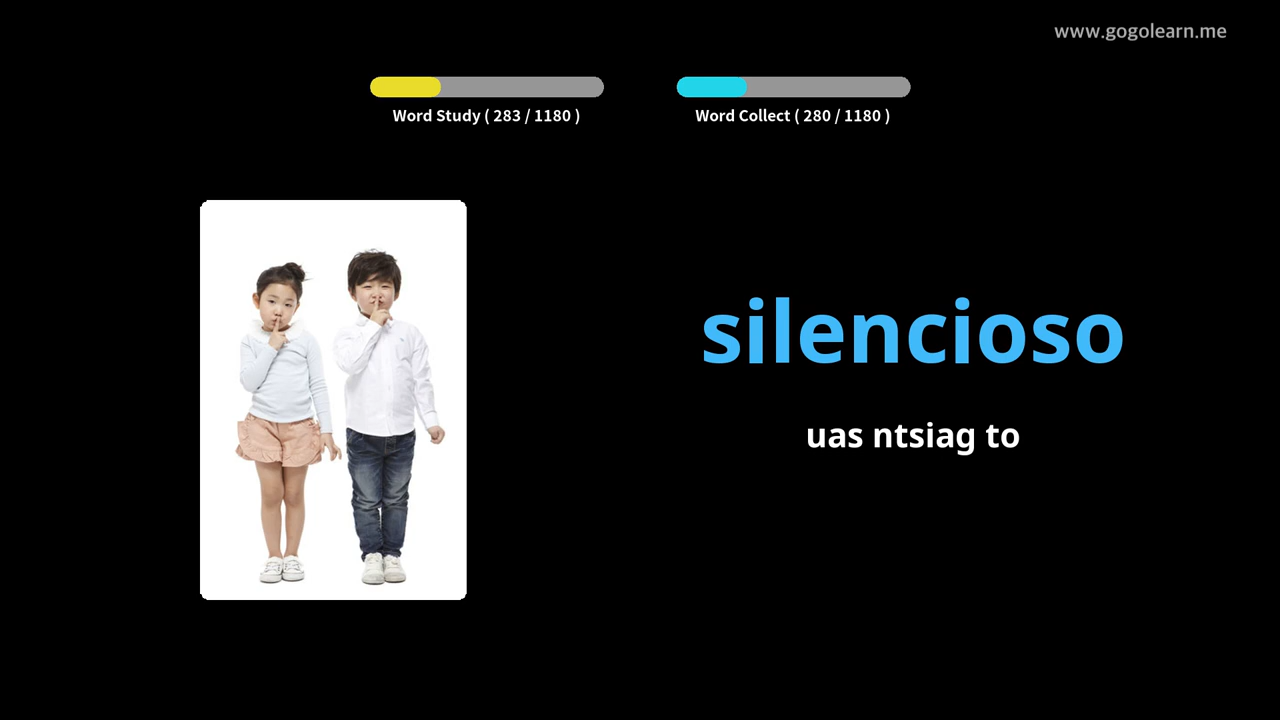 www.gogolearn.me
Word Study ( 283 / 1180 )
Word Collect ( 280 / 1180 )
silencioso
uas ntsiag to